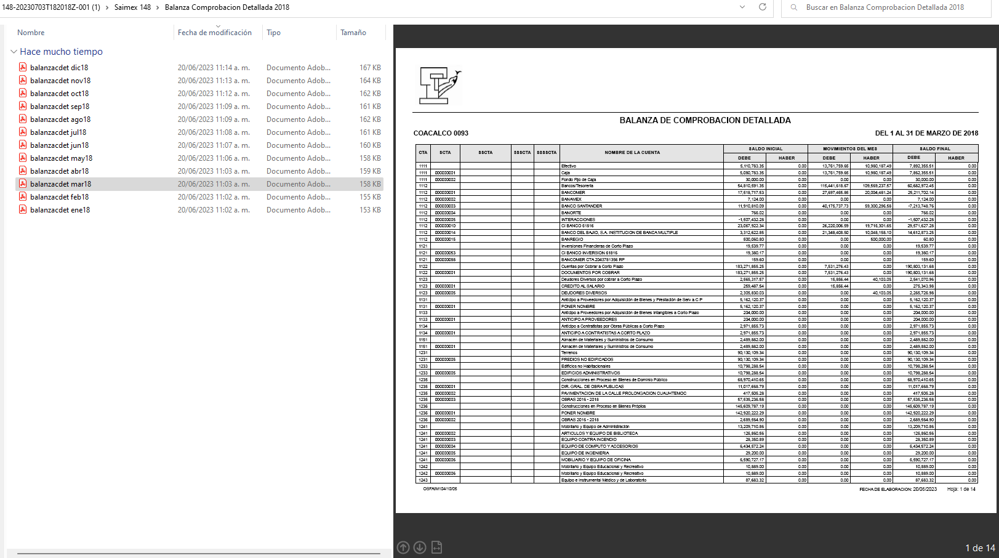 148-20230703T182018Z-001 (1) > Saimex 148 > Balanza Comprobacion Detallada 2018
Buscar en Balanza Comprobacion Detallada 2018
Nombre Fecha de modificación Tipo Tamaño
Hace mucho tiempo
balanzacdet dic18 20/06/2023 11:14 a. m. Documento Adob... 167 KB
balanzacdet nov18 20/06/2023 11:13 a. m. Documento Adob... 164 KB
balanzacdet oct18 20/06/2023 11:12 a. m. Documento Adob... 162 KB
balanzacdet sep18 20/06/2023 11:09 a. m. Documento Adob... 161 KB
balanzacdet ago18 20/06/2023 11:09 a. m. Documento Adob... 162 KB
balanzacdet jul18 20/06/2023 11:08 a. m. Documento Adob... 161 KB
balanzacdet jun18 20/06/2023 11:07 a. m. Documento Adob... 160 KB
balanzacdet may18 20/06/2023 11:06 a. m. Documento Adob... 158 KB
balanzacdet abr18 20/06/2023 11:03 a. m. Documento Adob... 159 KB
balanzacdet mar18 20/06/2023 11:03 a. m. Documento Adob... 158 KB
balanzacdet feb18 20/06/2023 11:02 a. m. Documento Adob... 155 KB
balanzacdet ene18 20/06/2023 11:02 a. m. Documento Adob... 153 KB
BALANZA DE COMPROBACION DETALLADA
COACALCO 0093 DEL 1 AL 31 DE MARZO DE 2018
CTA SCTA SSCTA SSSCTA SSSSCTA NOMBRE DE LA CUENTA SALDO INICIAL MOVIMIENTOS DEL MES SALDO FINAL
DEBE HABER DEBE HABER DEBE HABER
1111 Efectivo 5,110,783.35 0.00 13,761,759.65 10,980,187.49 7,892,355.51 0.00
1111 000000001 Caja 5,080,783.35 0.00 13,761,759.65 10,980,187.49 7,862,355.51 0.00
1111 000000002 Fondo Fijo de Caja 30,000.00 0.00 0.00 0.00 30,000.00 0.00
1112 Bancos/Tesorería 54,810,591.35 0.00 115,441,618.67 109,569,237.57 60,682,972.45 0.00
1112 000000001 BANCOMER 17,518,717.53 0.00 27,697,465.85 20,004,481.24 25,211,702.14 0.00
1112 000000002 BANAMEX 7,124.00 0.00 0.00 0.00 7,124.00 0.00
1112 000000003 BANCO SANTANDER 11,910,810.09 0.00 40,175,737.73 59,300,296.58 -7,213,748.76 0.00
1112 000000004 BANORTE 766.02 0.00 0.00 0.00 766.02 0.00
1112 000000005 INTERACCIONES -1,507,432.28 0.00 0.00 0.00 -1,507,432.28 0.00
1112 000000010 CI BANCO 61816 23,067,922.34 0.00 26,220,006.59 19,716,301.65 29,571,627.28 0.00
1112 000000014 BANCO DEL BAJIO, S.A. INSTITUCION DE BANCA MULTIPLE 3,312,622.85 0.00 21,348,408.50 10,048,158.10 14,612,873.25 0.00
1112 000000015 BANREGIO 500,060.80 0.00 0.00 500,000.00 60.80 0.00
1121 Inversiones Financieras de Corto Plazo 19,539.77 0.00 0.00 0.00 19,539.77 0.00
1121 000000053 CI BANCO INVERSION 61816 19,380.17 0.00 0.00 0.00 19,380.17 0.00
1121 000000088 BANCOMER CTA 2043781356 RP 159.60 0.00 0.00 0.00 159.60 0.00
1122 Cuentas por Cobrar a Corto Plazo 183,271,855.25 0.00 7,531,276.43 0.00 190,803,131.68 0.00
1122 000000001 DOCUMENTOS POR COBRAR 183,271,855.25 0.00 7,531,276.43 0.00 190,803,131.68 0.00
1123 Deudores Diversos por cobrar a Corto Plazo 2,565,317.57 0.00 15,856.44 40,103.05 2,541,070.96 0.00
1123 000000001 CREDITO AL SALARIO 259,487.54 0.00 15,856.44 0.00 275,343.98 0.00
1123 000000005 DEUDORES DIVERSOS 2,305,830.03 0.00 0.00 40,103.05 2,265,726.98 0.00
1131 Anticipo a Proveedores por Adquisición de Bienes y Prestación de Serv a C P 5,162,120.37 0.00 0.00 0.00 5,162,120.37 0.00
1131 000000001 PONER NOMBRE 5,162,120.37 0.00 0.00 0.00 5,162,120.37 0.00
1133 Anticipo a Proveedores por Adquisición de Bienes Intangibles a Corto Plazo 204,000.00 0.00 0.00 0.00 204,000.00 0.00
1133 000000001 ANTICIPO A PROVEEDORES 204,000.00 0.00 0.00 0.00 204,000.00 0.00
1134 Anticipo a Contratistas por Obras Públicas a Corto Plazo 2,971,855.73 0.00 0.00 0.00 2,971,855.73 0.00
1134 000000001 ANTICIPO A CONTRATISTAS A CORTO PLAZO 2,971,855.73 0.00 0.00 0.00 2,971,855.73 0.00
1151 Almacén de Materiales y Suministros de Consumo 2,489,882.00 0.00 0.00 0.00 2,489,882.00 0.00
1151 000000001 Almacén de Materiales y Suministros de Consumo 2,489,882.00 0.00 0.00 0.00 2,489,882.00 0.00
1231 Terrenos 90,130,109.34 0.00 0.00 0.00 90,130,109.34 0.00
1231 000000005 PREDIOS NO EDIFICADOS 90,130,109.34 0.00 0.00 0.00 90,130,109.34 0.00
1233 Edificios no Habitacionales 10,798,288.54 0.00 0.00 0.00 10,798,288.54 0.00
1233 000000005 EDIFICIOS ADMINISTRATIVOS 10,798,288.54 0.00 0.00 0.00 10,798,288.54 0.00
1235 Construcciones en Proceso en Bienes de Dominio Público 68,970,410.65 0.00 0.00 0.00 68,970,410.65 0.00
1235 000000001 DIR. GRAL. DE OBRA PUBLICAS 11,017,668.79 0.00 0.00 0.00 11,017,668.79 0.00
1235 000000002 PAVIMENTACION DE LA CALLE PROLONGACION CUAUHTEMOC 417,505.28 0.00 0.00 0.00 417,505.28 0.00
1235 000000003 OBRAS 2016 - 2018 57,535,236.58 0.00 0.00 0.00 57,535,236.58 0.00
1236 Construcciones en Proceso en Bienes Própios 145,609,787.19 0.00 0.00 0.00 145,609,787.19 0.00
1236 000000001 PONER NOMBRE 142,920,222.29 0.00 0.00 0.00 142,920,222.29 0.00
1236 000000002 OBRAS 2016 - 2018 2,689,564.90 0.00 0.00 0.00 2,689,564.90 0.00
1241 Mobiliario y Equipo de Administración 13,209,710.86 0.00 0.00 0.00 13,209,710.86 0.00
1241 000000002 ARTICULOS Y EQUIPO DE BIBLIOTECA 126,860.56 0.00 0.00 0.00 126,860.56 0.00
1241 000000003 EQUIPO CONTRA INCENDIO 28,350.89 0.00 0.00 0.00 28,350.89 0.00
1241 000000004 EQUIPO DE COMPUTO Y ACCESORIOS 6,434,572.24 0.00 0.00 0.00 6,434,572.24 0.00
1241 000000005 EQUIPO DE INGENIERIA 29,200.00 0.00 0.00 0.00 29,200.00 0.00
1241 000000006 MOBILIARIO Y EQUIPO DE OFICINA 6,590,727.17 0.00 0.00 0.00 6,590,727.17 0.00
1242 Mobiliario y Equipo Educacional y Recreativo 10,889.00 0.00 0.00 0.00 10,889.00 0.00
1242 000000006 Mobiliario y Equipo Educacional y Recreativo 10,889.00 0.00 0.00 0.00 10,889.00 0.00
1243 Equipo e Instrumental Médico y de Laboratorio 87,683.32 0.00 0.00 0.00 87,683.32 0.00
OSFAIM104/10/05 FECHA DE ELABORACION: 20/06/2023 Hoja: 1 de 14
1 de 14